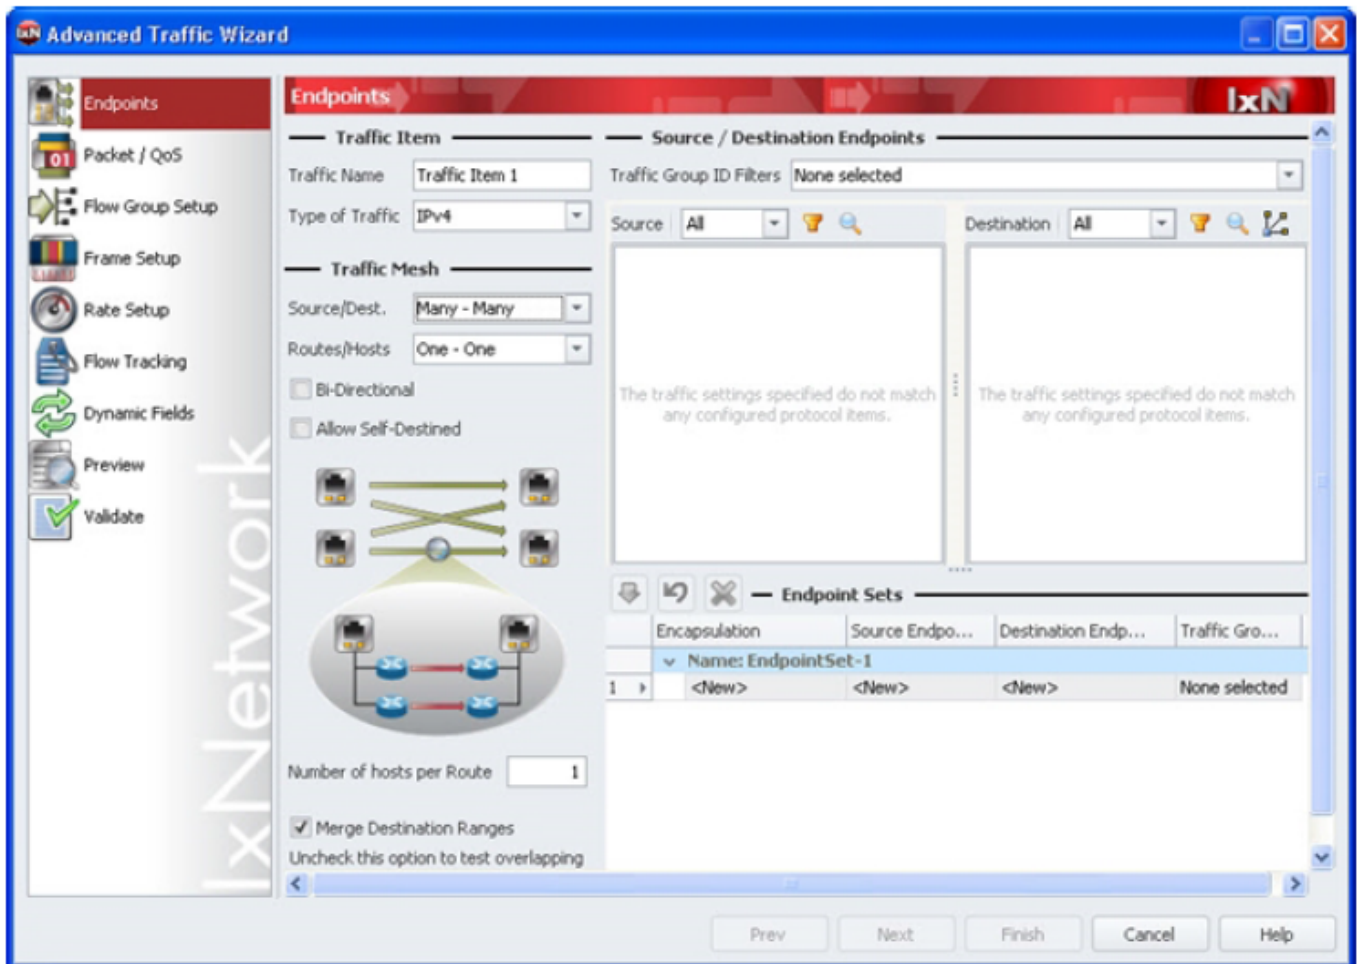 IxN Advanced Traffic Wizard
Endpoints
01 Packet / QoS
Flow Group Setup
Frame Setup
Rate Setup
Flow Tracking
Dynamic Fields
Preview
Validate
IxNetwork
Endpoints
IxN
Traffic Item
Traffic Name Traffic Item 1
Type of Traffic IPv4
Traffic Mesh
Source/Dest. Many - Many
Routes/Hosts One - One
Bi-Directional
Allow Self-Destined
Number of hosts per Route 1
Merge Destination Ranges
Uncheck this option to test overlapping
Source / Destination Endpoints
Traffic Group ID Filters None selected
Source All
Destination All
The traffic settings specified do not match
any configured protocol items.
The traffic settings specified do not match
any configured protocol items.
Endpoint Sets
Encapsulation Source Endpo... Destination Endp... Traffic Gro...
Name: EndpointSet-1
1 <New> <New> <New> None selected
Prev Next Finish Cancel Help